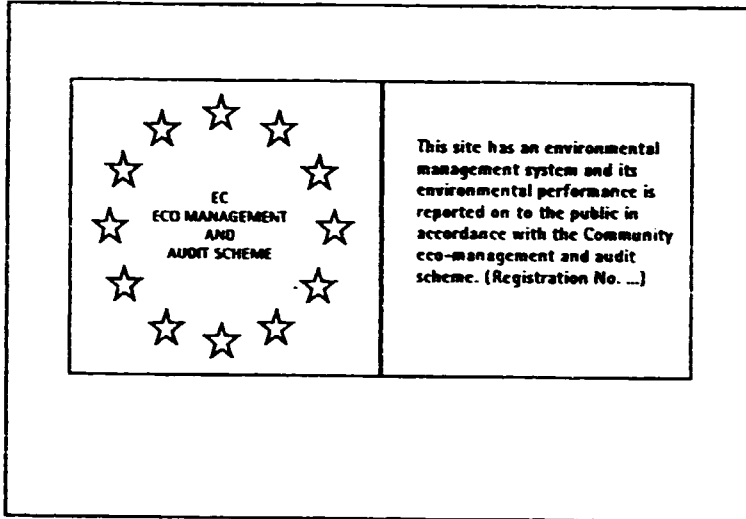 EC
ECO MANAGEMENT
AND
AUDIT SCHEME
This site has an environmental
management system and its
environmental performance is
reported on to the public in
accordance with the Community
eco-management and audit
scheme. (Registration No. ...)